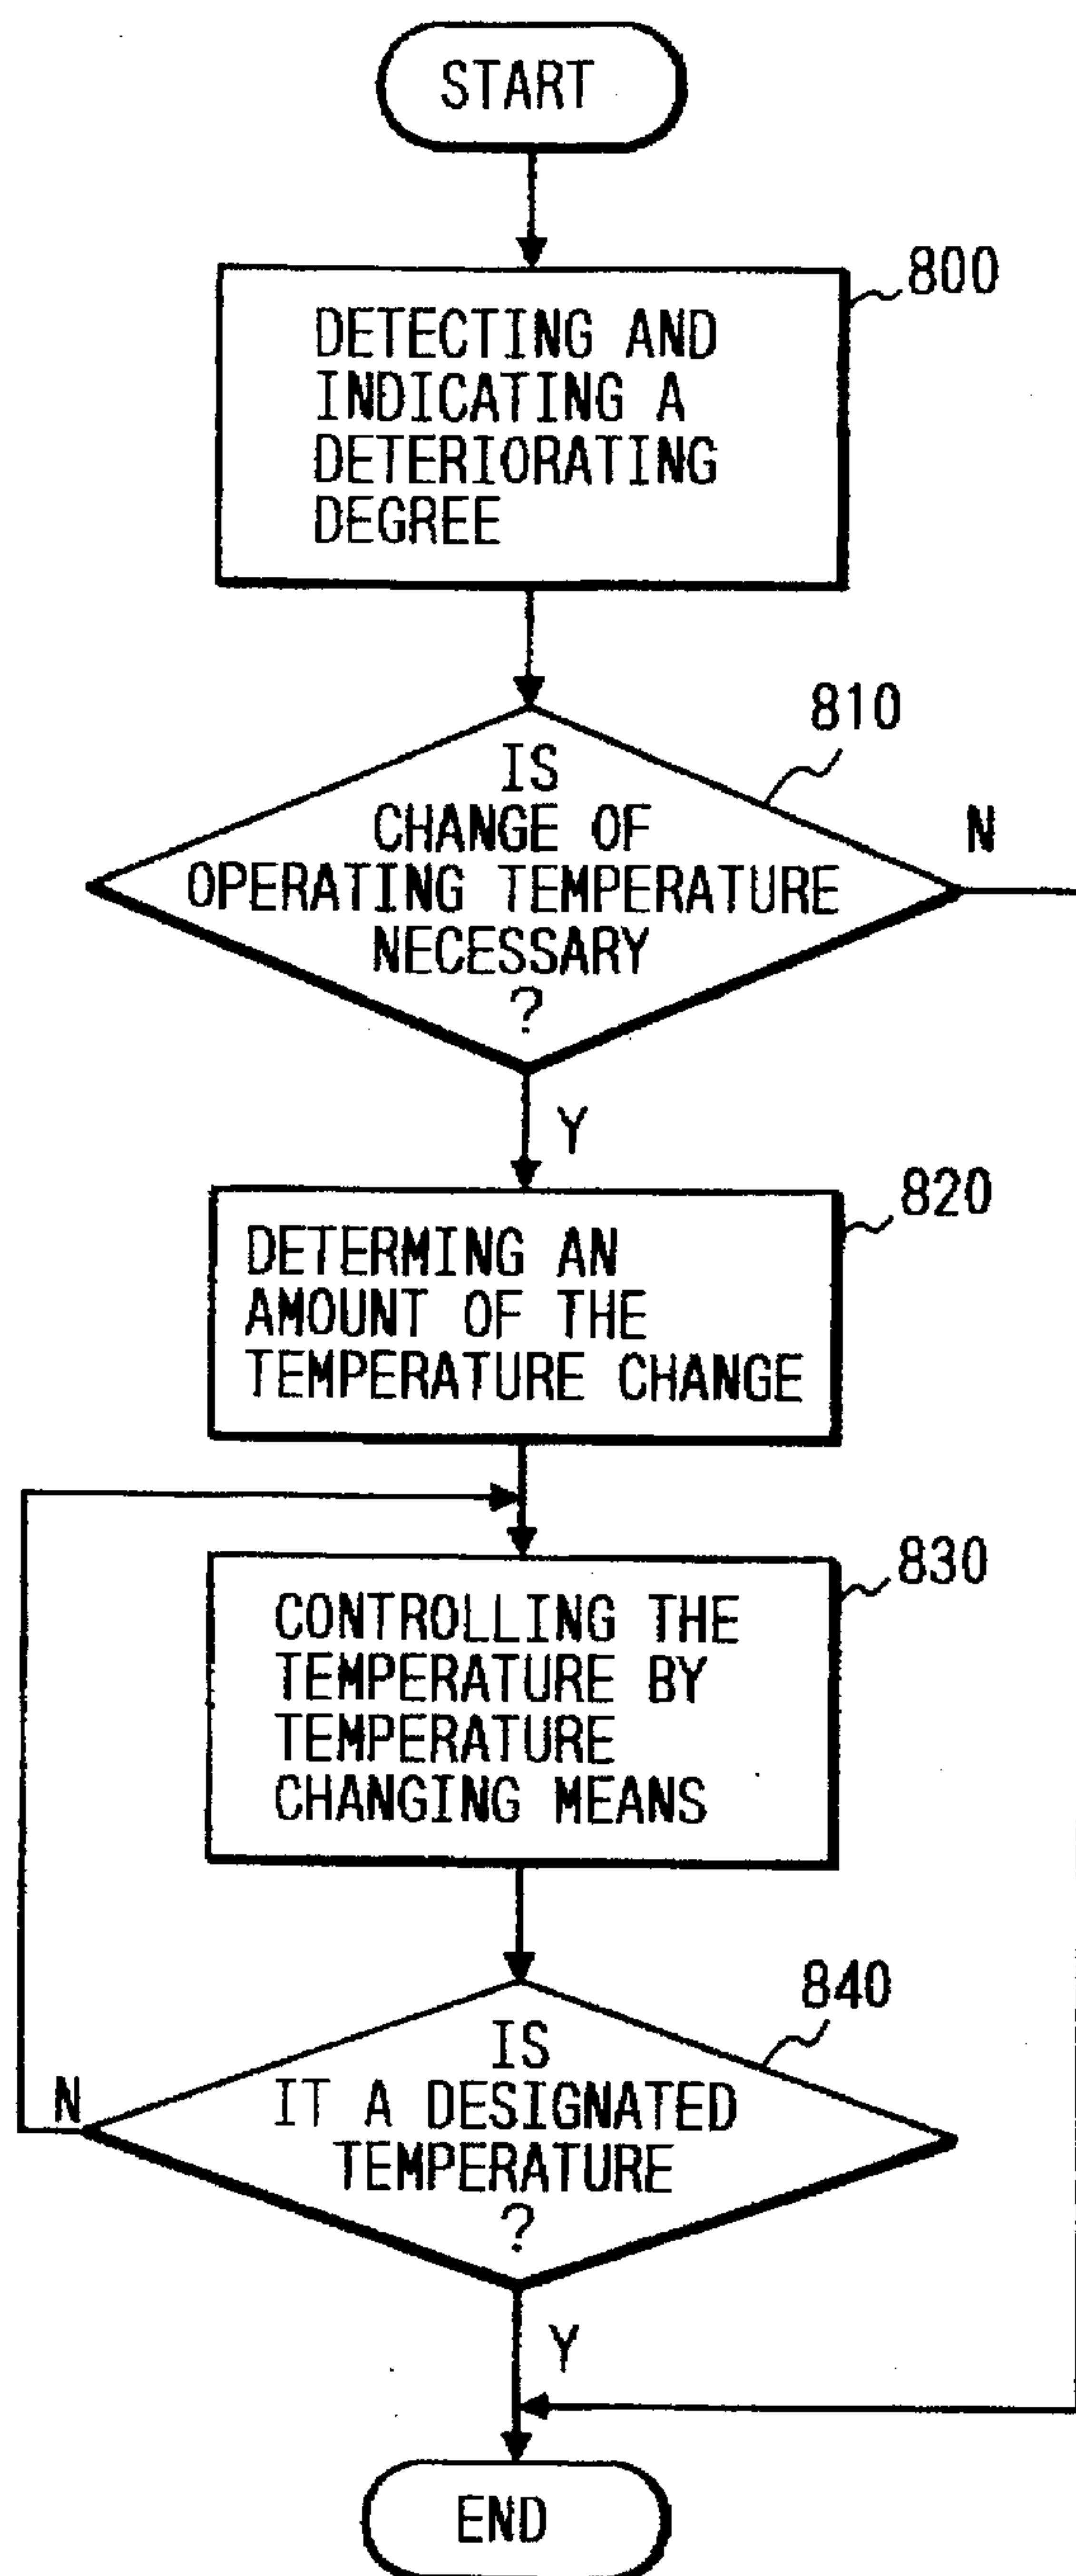 START
800
DETECTING AND
INDICATING A
DETERIORATING
DEGREE
810
IS
CHANGE OF
OPERATING TEMPERATURE
NECESSARY
?
N
Y
820
DETERMING AN
AMOUNT OF THE
TEMPERATURE CHANGE
830
CONTROLLING THE
TEMPERATURE BY
TEMPERATURE
CHANGING MEANS
840
IS
IT A DESIGNATED
TEMPERATURE
?
N
Y
END